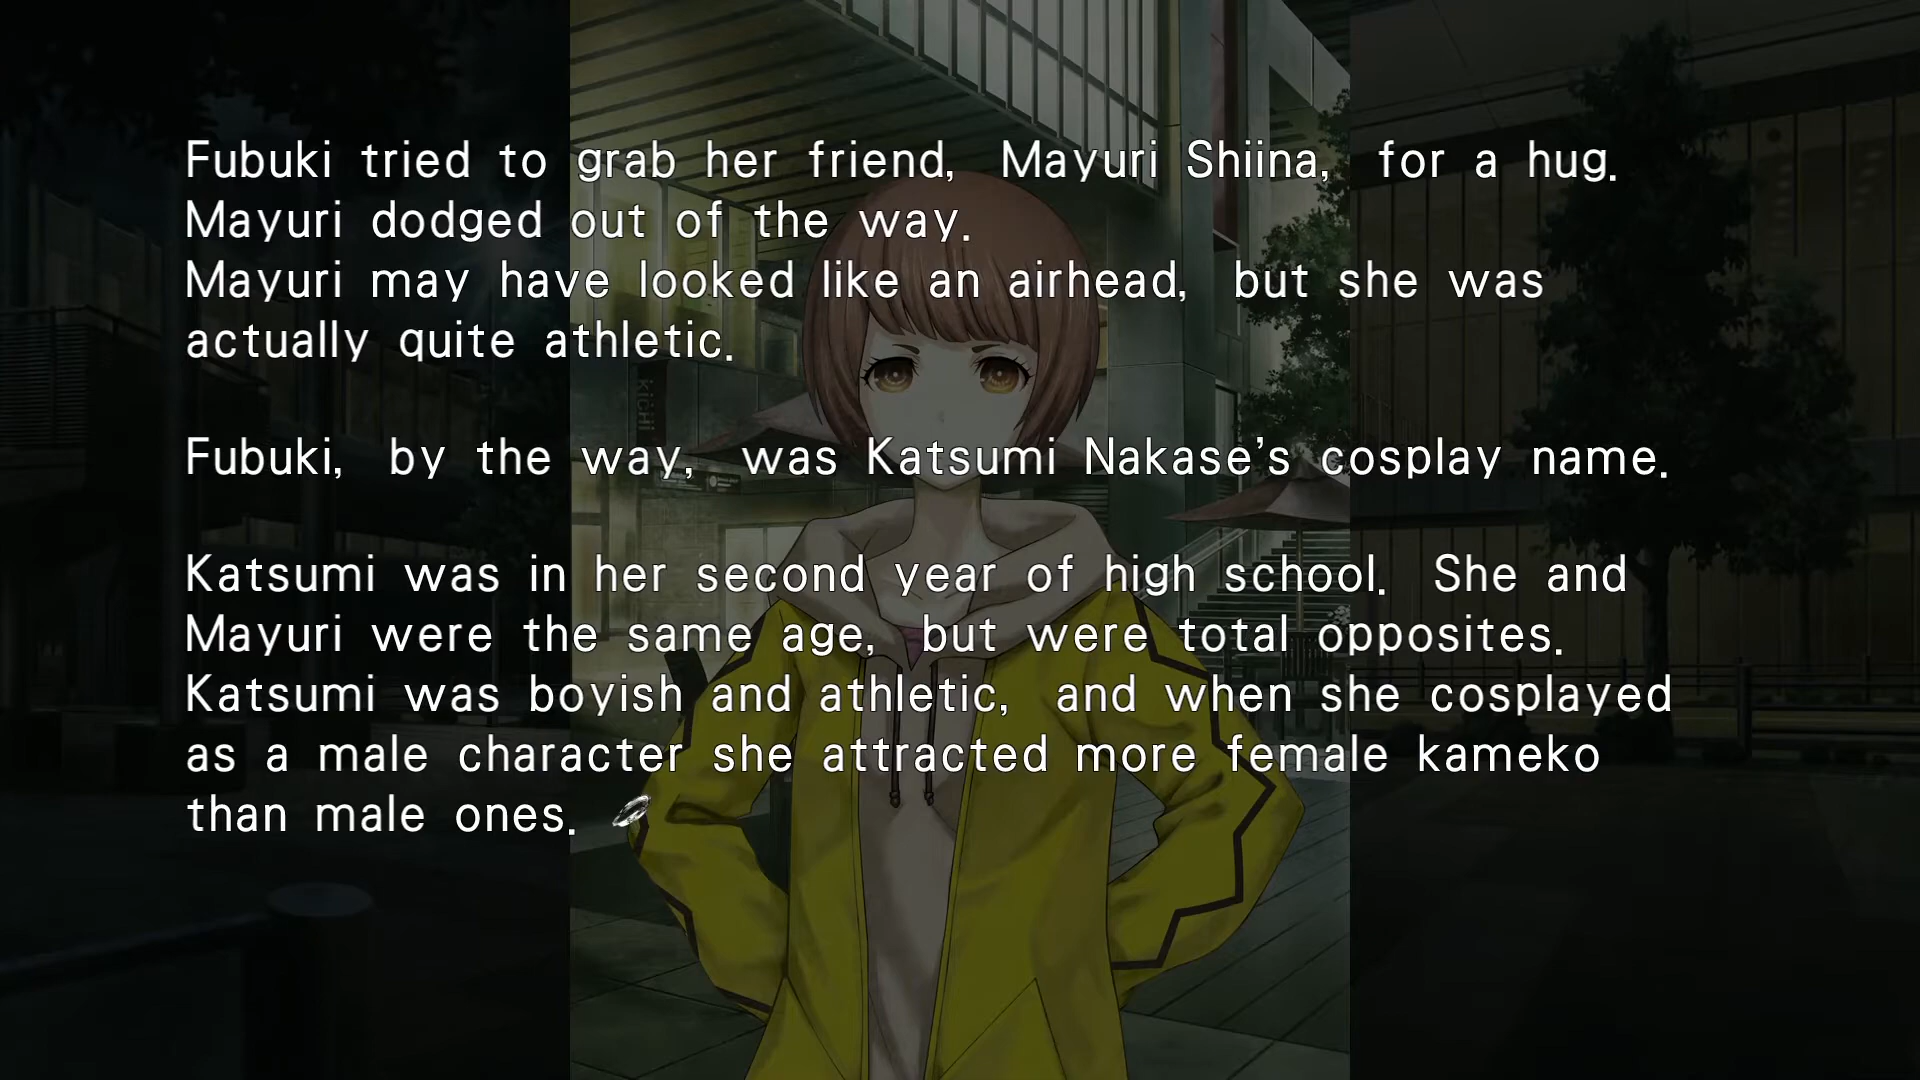 Fubuki tried to grab her friend, Mayuri Shiina, for a hug.
Mayuri dodged out of the way.
Mayuri may have looked like an airhead, but she was
actually quite athletic.
Fubuki, by the way, was Katsumi Nakase's cosplay name.
Katsumi was in her second year of high school. She and
Mayuri were the same age, but were total opposites.
Katsumi was boyish and athletic, and when she cosplayed
as a male character she attracted more female kameko
than male ones.